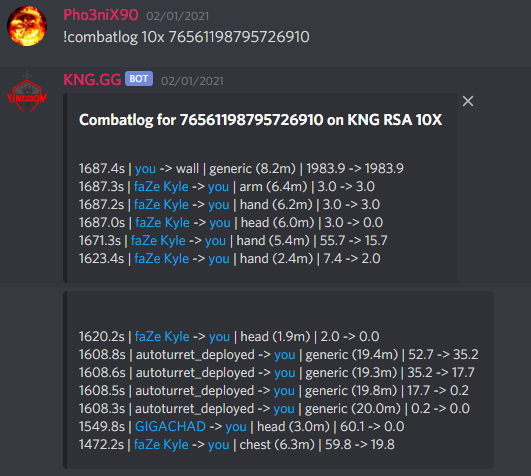 Pho3niX90 02/01/2021
!combatlog 10x 76561198795726910
KINGDOM
KNG.GG BOT 02/01/2021
Combatlog for 76561198795726910 on KNG RSA 10X
1687.4s | you -> wall | generic (8.2m) | 1983.9 -> 1983.9
1687.3s | faZe Kyle -> you | arm (6.4m) | 3.0 -> 3.0
1687.2s | faZe Kyle -> you | hand (6.2m) | 3.0 -> 3.0
1687.0s | faZe Kyle -> you | head (6.0m) | 3.0 -> 0.0
1671.3s | faZe Kyle -> you | hand (5.4m) | 55.7 -> 15.7
1623.4s | faZe Kyle -> you | hand (2.4m) | 7.4 -> 2.0
1620.2s | faZe Kyle -> you | head (1.9m) | 2.0 -> 0.0
1608.8s | autoturret_deployed -> you | generic (19.4m) | 52.7 -> 35.2
1608.6s | autoturret_deployed -> you | generic (19.3m) | 35.2 -> 17.7
1608.5s | autoturret_deployed -> you | generic (19.8m) | 17.7 -> 0.2
1608.3s | autoturret_deployed -> you | generic (20.0m) | 0.2 -> 0.0
1549.8s | GIGACHAD -> you | head (3.0m) | 60.1 -> 0.0
1472.2s | faZe Kyle -> you | chest (6.3m) | 59.8 -> 19.8